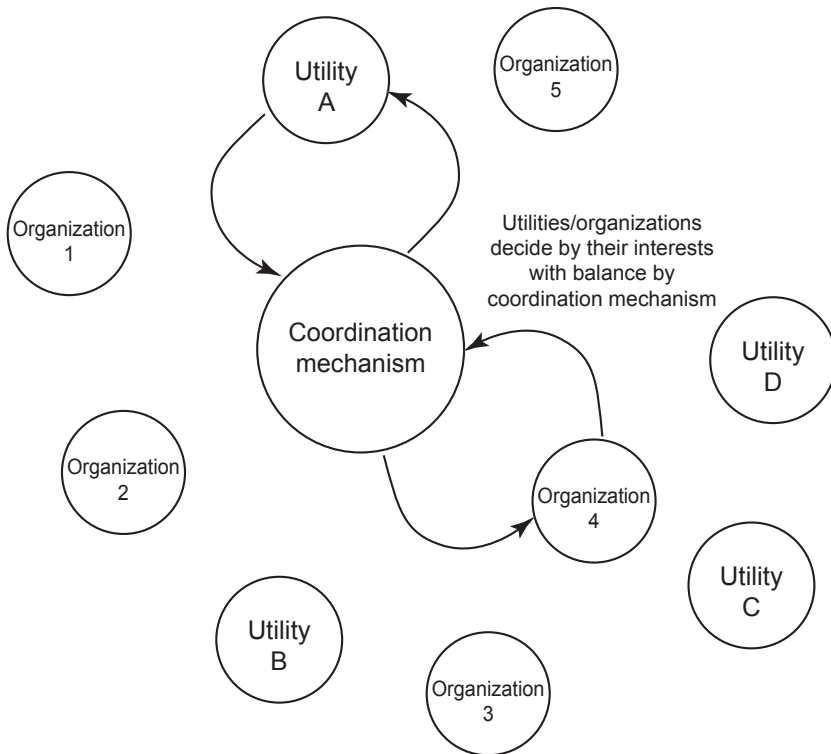 Utility
A
Organization
5
Organization
1
Utilities/organizations
decide by their interests
with balance by
coordination mechanism
Coordination
mechanism
Utility
D
Organization
2
Organization
4
Utility
C
Utility
B
Organization
3